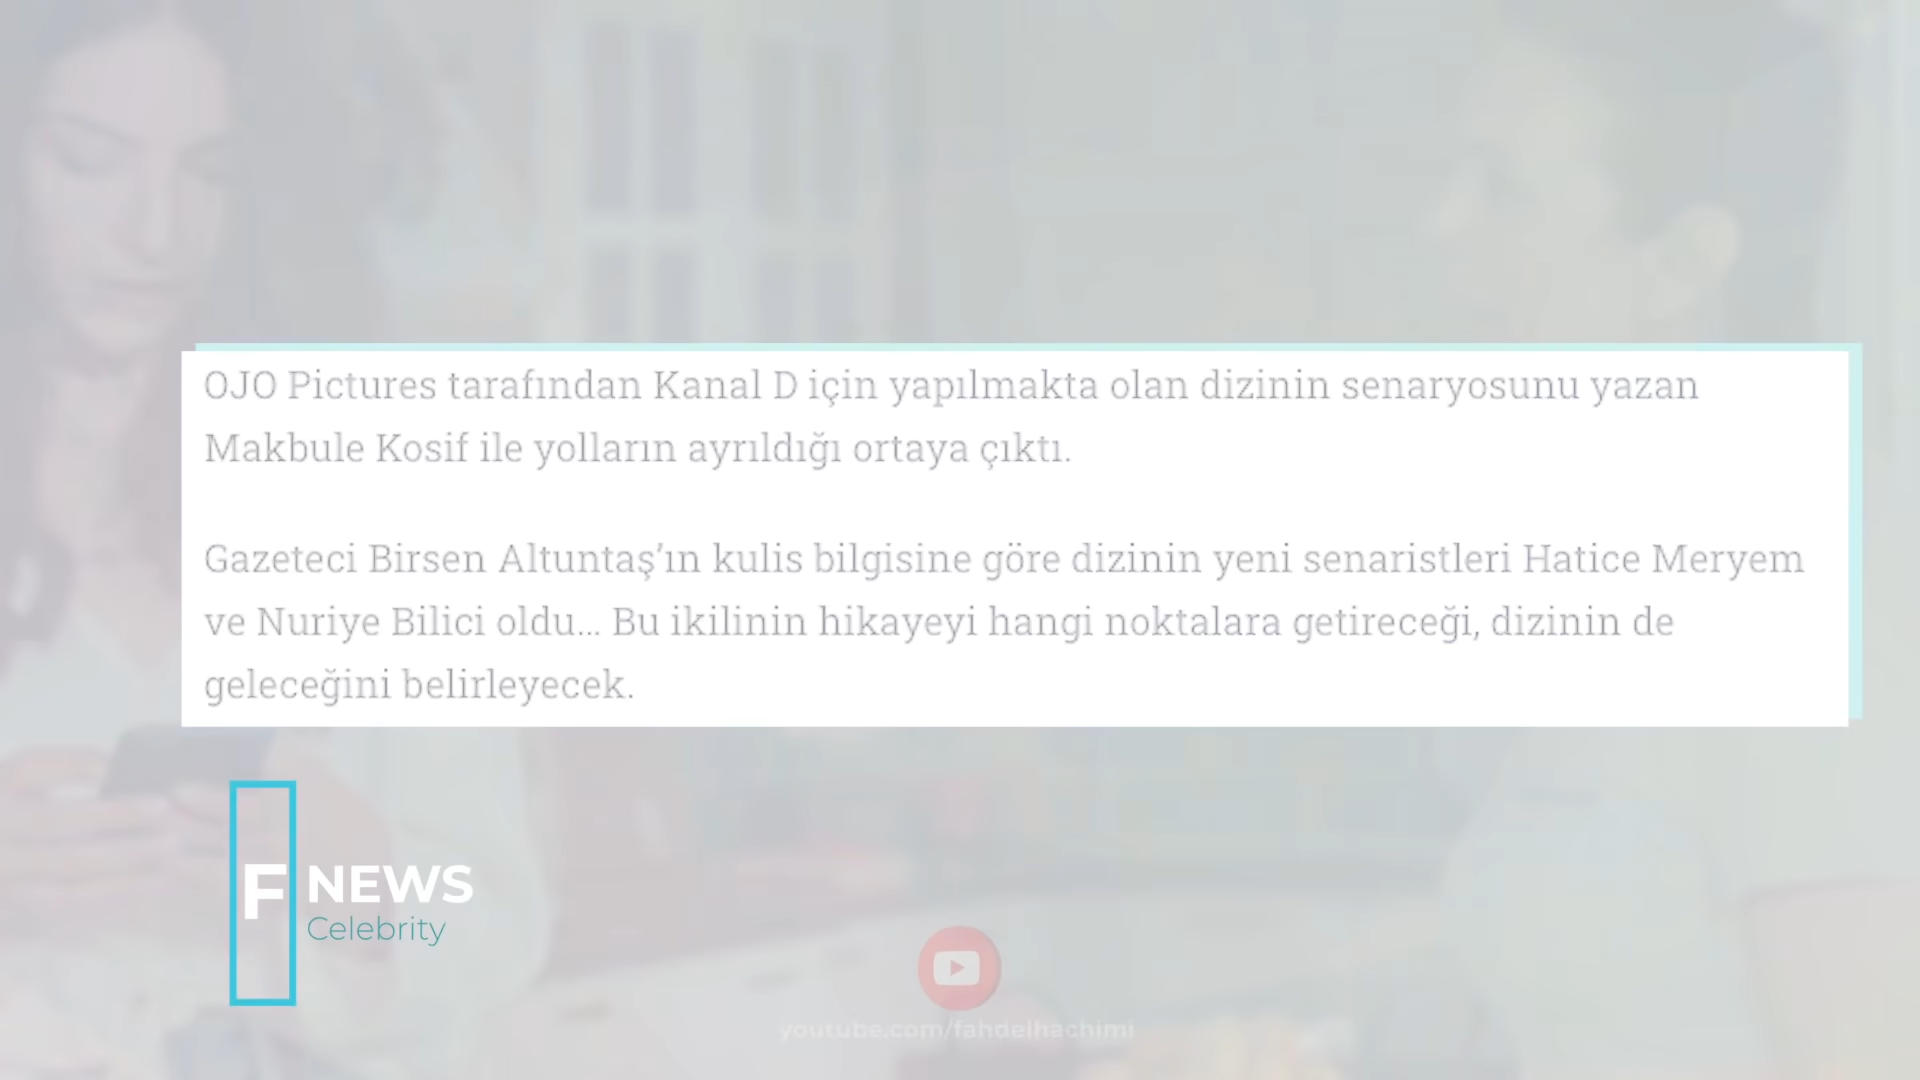 OJO Pictures tarafından Kanal D için yapılmakta olan dizinin senaryosunu yazan
Makbule Kosif ile yolların ayrıldığı ortaya çıktı.
Gazeteci Birsen Altuntaş’ın kulis bilgisine göre dizinin yeni senaristleri Hatice Meryem
ve Nuriye Bilici oldu... Bu ikilinin hikayeyi hangi noktalara getireceği, dizinin de
geleceğini belirleyecek.
F NEWS
Celebrity
youtube.com/fahdelhachimi